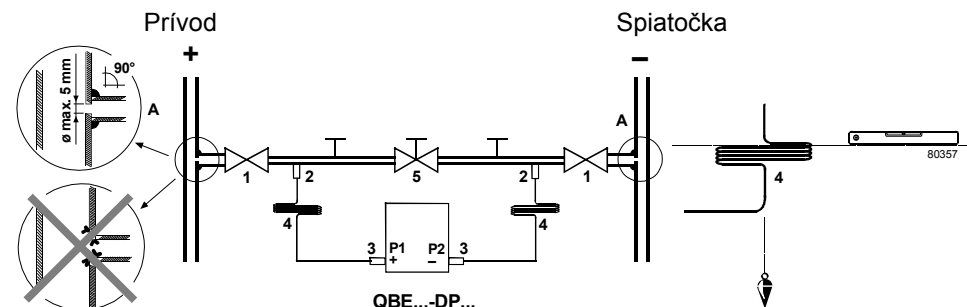 Prívod
Spiatočka
+
–
ø max. 5 mm
90°
A
A
1
2
5
2
1
4
4
3
P1
+
P2
–
3
QBE...-DP...
4
80357